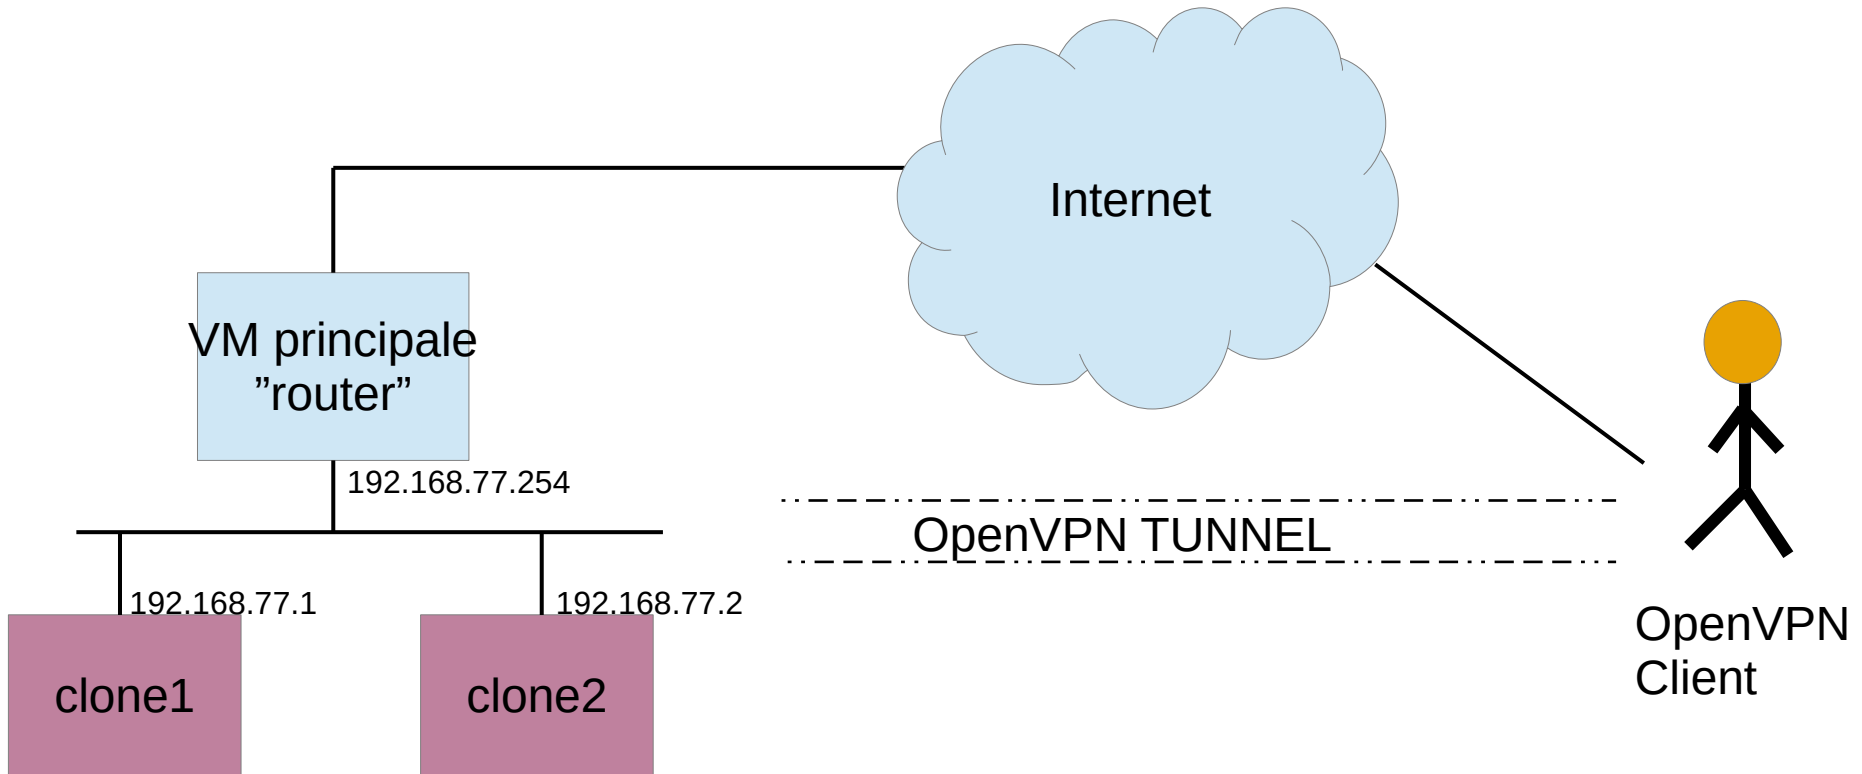 Internet
VM principale
”router”
192.168.77.254
OpenVPN TUNNEL
192.168.77.1
192.168.77.2
OpenVPN
Client
clone1
clone2